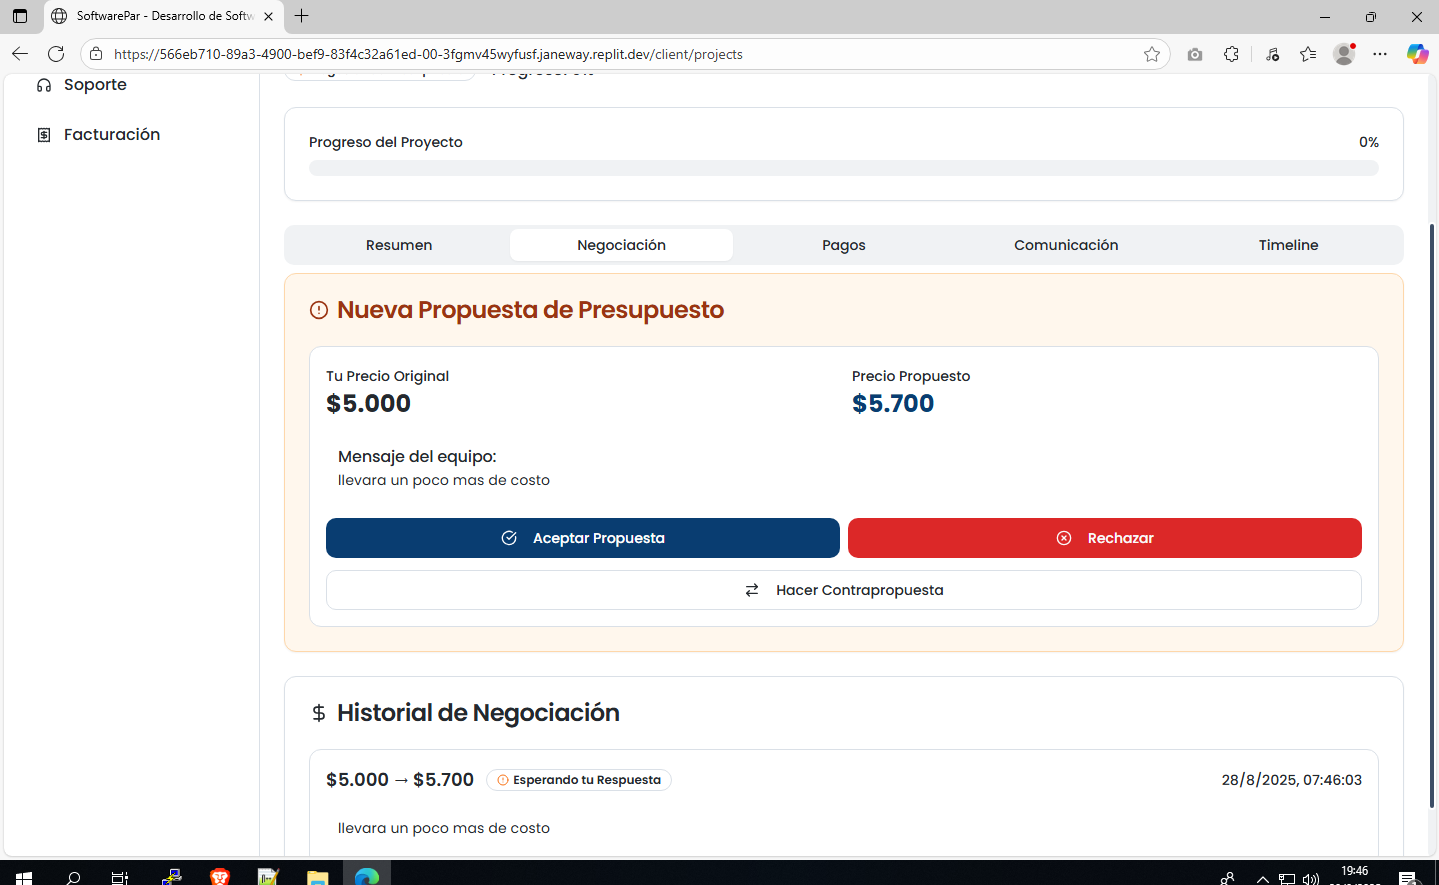 SoftwarePar - Desarrollo de Softw
https://566eb710-89a3-4900-bef9-83f4c32a61ed-00-3fgmv45wyfusf.janeway.replit.dev/client/projects
Soporte
Facturación
Progreso del Proyecto
0%
Resumen
Negociación
Pagos
Comunicación
Timeline
Nueva Propuesta de Presupuesto
Tu Precio Original
Precio Propuesto
$5.000
$5.700
Mensaje del equipo:
llevara un poco mas de costo
Aceptar Propuesta
Rechazar
Hacer Contrapropuesta
Historial de Negociación
$5.000 → $5.700
Esperando tu Respuesta
28/8/2025, 07:46:03
llevara un poco mas de costo
19:46